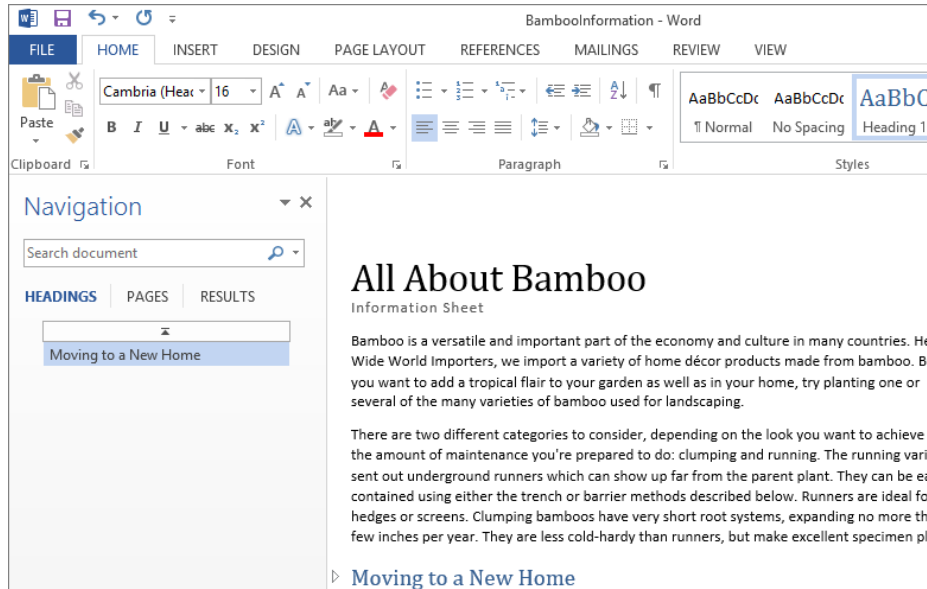 BambooInformation - Word
FILE HOME INSERT DESIGN PAGE LAYOUT REFERENCES MAILINGS REVIEW VIEW
Cambria (Heac 16 A A Aa
AaBbCcDc AaBbCcDc AaBbC
Paste
B I U abc X₂ X² A ab A
¶ Normal No Spacing Heading 1
Clipboard Font Paragraph Styles
Navigation
Search document
HEADINGS PAGES RESULTS
Moving to a New Home
All About Bamboo
Information Sheet
Bamboo is a versatile and important part of the economy and culture in many countries. He
Wide World Importers, we import a variety of home décor products made from bamboo. B
you want to add a tropical flair to your garden as well as in your home, try planting one or
several of the many varieties of bamboo used for landscaping.
There are two different categories to consider, depending on the look you want to achieve
the amount of maintenance you're prepared to do: clumping and running. The running vari
sent out underground runners which can show up far from the parent plant. They can be ea
contained using either the trench or barrier methods described below. Runners are ideal fo
hedges or screens. Clumping bamboos have very short root systems, expanding no more th
few inches per year. They are less cold-hardy than runners, but make excellent specimen pl
Moving to a New Home